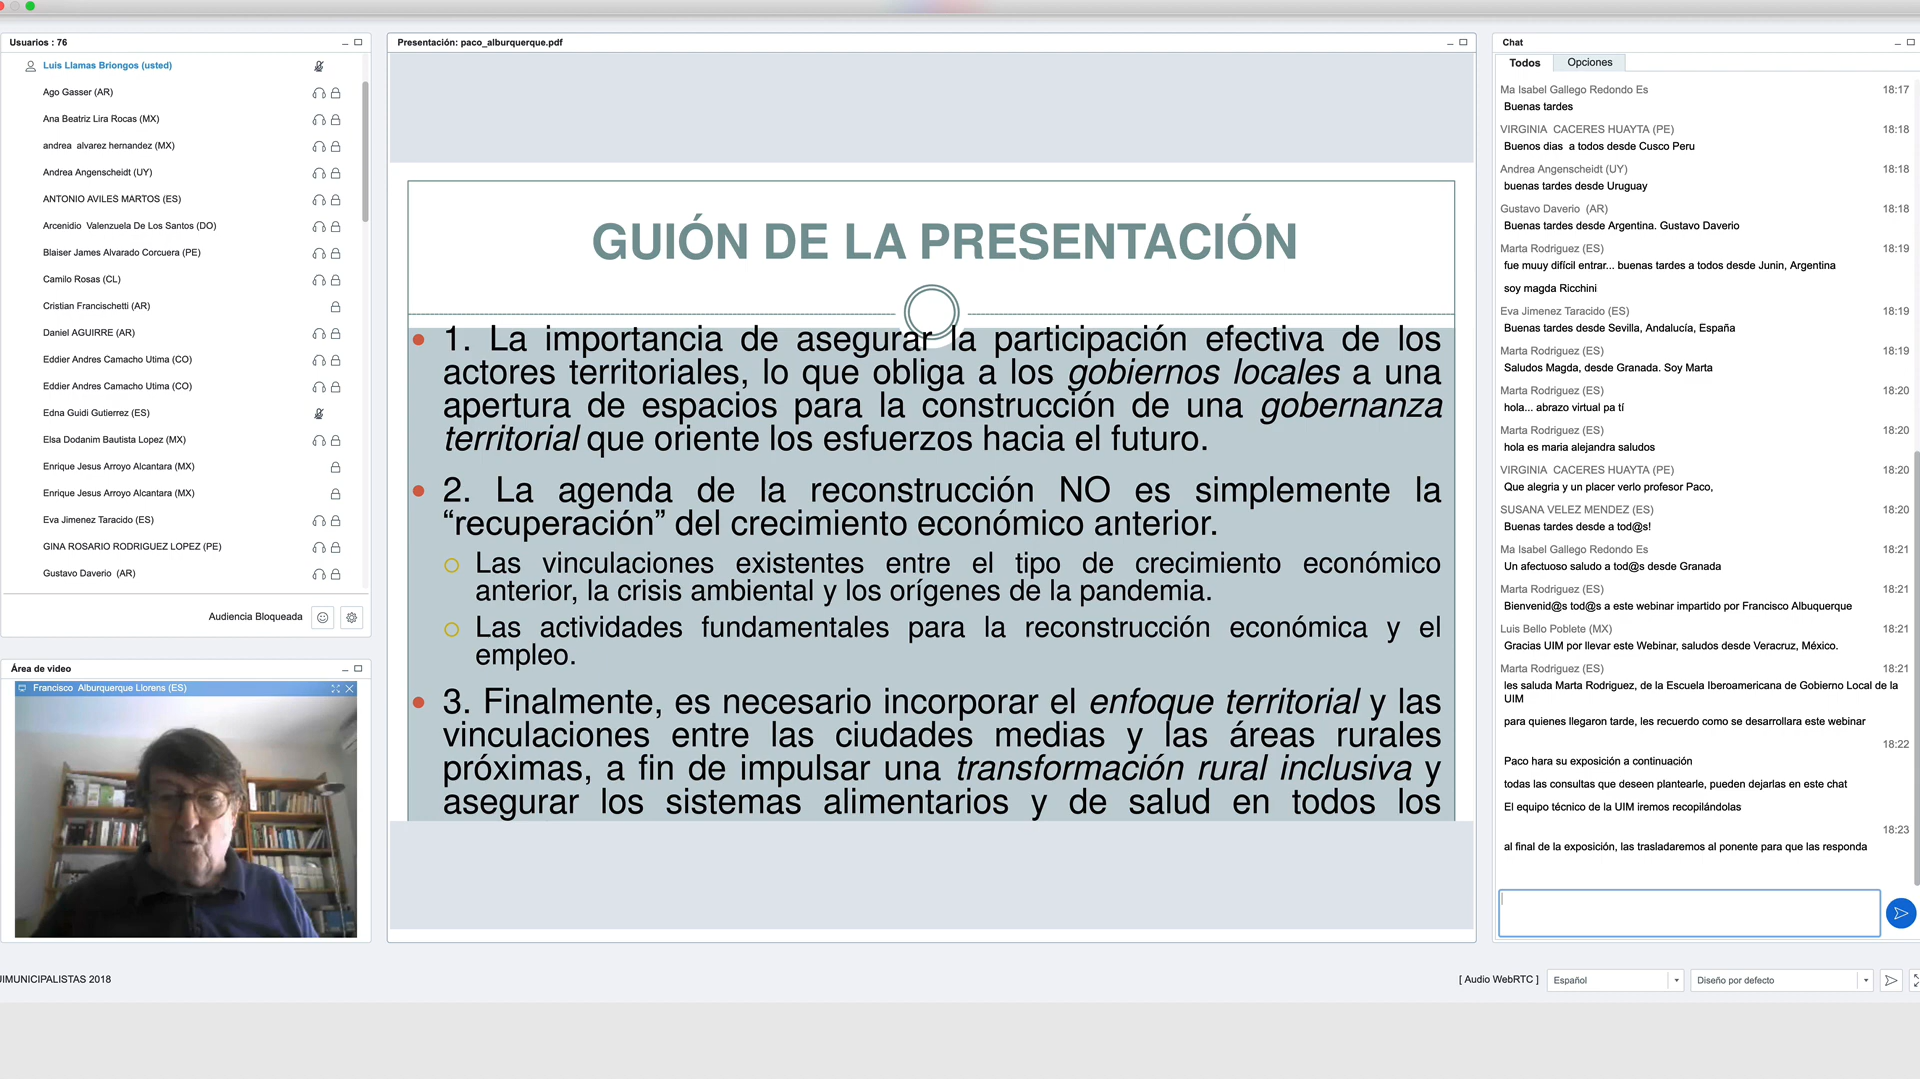 Usuarios : 76
Luis Llamas Briongos (usted)
Ago Gasser (AR)
Ana Beatriz Lira Rocas (MX)
andrea alvarez hernandez (MX)
Andrea Angenscheidt (UY)
ANTONIO AVILES MARTOS (ES)
Arcenidio Valenzuela De Los Santos (DO)
Blaiser James Alvarado Corcuera (PE)
Camilo Rosas (CL)
Cristian Francischetti (AR)
Daniel AGUIRRE (AR)
Eddier Andres Camacho Utima (CO)
Eddier Andres Camacho Utima (CO)
Edna Guidi Gutierrez (ES)
Elsa Dodanim Bautista Lopez (MX)
Enrique Jesus Arroyo Alcantara (MX)
Enrique Jesus Arroyo Alcantara (MX)
Eva Jimenez Taracido (ES)
GINA ROSARIO RODRIGUEZ LOPEZ (PE)
Gustavo Daverio (AR)
Audiencia Bloqueada
Área de video
Francisco Alburquerque Llorens (ES)
Presentación: paco_alburquerque.pdf
GUIÓN DE LA PRESENTACIÓN
1. La importancia de asegurar la participación efectiva de los
actores territoriales, lo que obliga a los gobiernos locales a una
apertura de espacios para la construcción de una gobernanza
territorial que oriente los esfuerzos hacia el futuro.
2. La agenda de la reconstrucción NO es simplemente la
“recuperación” del crecimiento económico anterior.
Las vinculaciones existentes entre el tipo de crecimiento económico
anterior, la crisis ambiental y los orígenes de la pandemia.
Las actividades fundamentales para la reconstrucción económica y el
empleo.
3. Finalmente, es necesario incorporar el enfoque territorial y las
vinculaciones entre las ciudades medias y las áreas rurales
próximas, a fin de impulsar una transformación rural inclusiva y
asegurar los sistemas alimentarios y de salud en todos los
Chat
Todos Opciones
Ma Isabel Gallego Redondo Es 18:17
Buenas tardes
VIRGINIA CACERES HUAYTA (PE) 18:18
Buenos dias a todos desde Cusco Peru
Andrea Angenscheidt (UY) 18:18
buenas tardes desde Uruguay
Gustavo Daverio (AR) 18:18
Buenas tardes desde Argentina. Gustavo Daverio
Marta Rodriguez (ES) 18:19
fue muuy difícil entrar... buenas tardes a todos desde Junin, Argentina
soy magda Ricchini
Eva Jimenez Taracido (ES) 18:19
Buenas tardes desde Sevilla, Andalucía, España
Marta Rodriguez (ES) 18:19
Saludos Magda, desde Granada. Soy Marta
Marta Rodriguez (ES) 18:20
hola... abrazo virtual pa tí
Marta Rodriguez (ES) 18:20
hola es maria alejandra saludos
VIRGINIA CACERES HUAYTA (PE) 18:20
Que alegria y un placer verlo profesor Paco,
SUSANA VELEZ MENDEZ (ES) 18:20
Buenas tardes desde a tod@s!
Ma Isabel Gallego Redondo Es 18:21
Un afectuoso saludo a tod@s desde Granada
Marta Rodriguez (ES) 18:21
Bienvenid@s tod@s a este webinar impartido por Francisco Albuquerque
Luis Bello Poblete (MX) 18:21
Gracias UIM por llevar este Webinar, saludos desde Veracruz, México.
Marta Rodriguez (ES) 18:21
les saluda Marta Rodriguez, de la Escuela Iberoamericana de Gobierno Local de la
UIM
para quienes llegaron tarde, les recuerdo como se desarrollara este webinar
18:22
Paco hara su exposición a continuación
todas las consultas que deseen plantearle, pueden dejarlas en este chat
El equipo técnico de la UIM iremos recopilándolas
18:23
al final de la exposición, las trasladaremos al ponente para que las responda
UIMUNICIPALISTAS 2018
[ Audio WebRTC ] Español Diseño por defecto